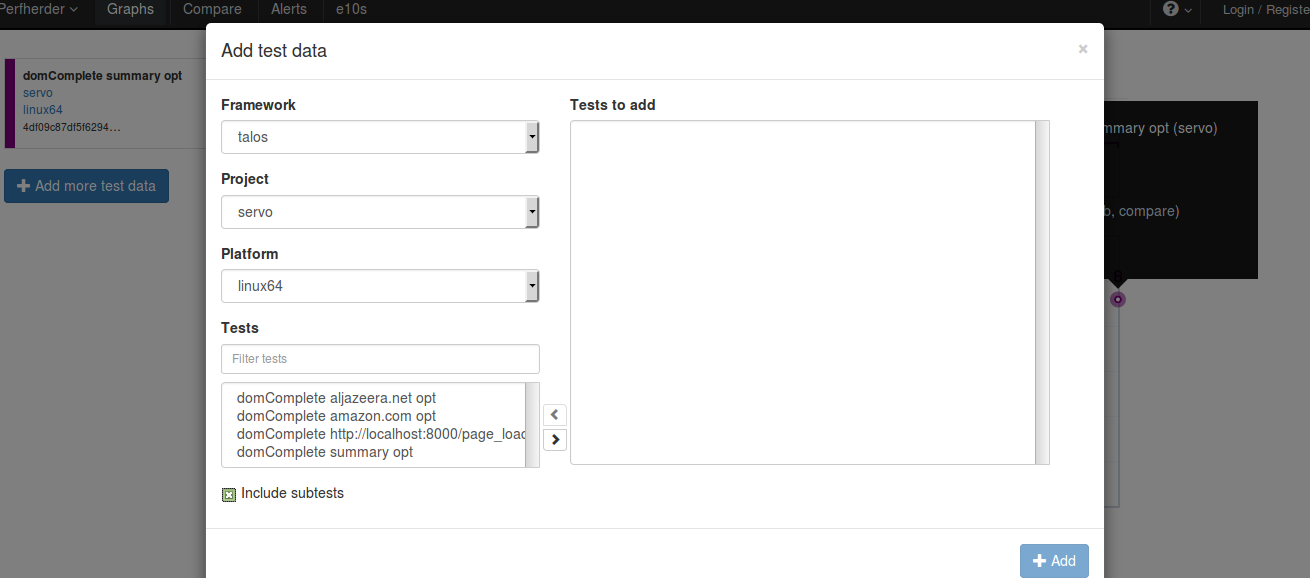 Perfherder Graphs Compare Alerts e10s Login / Registe
Add test data ×
domComplete summary opt
servo
linux64
4df09c87df5f6294…
Add more test data
Framework
talos
Project
servo
Platform
linux64
Tests
Filter tests
domComplete aljazeera.net opt
domComplete amazon.com opt
domComplete http://localhost:8000/page_load
domComplete summary opt
Include subtests
Tests to add
mmary opt (servo)
b, compare)
Add